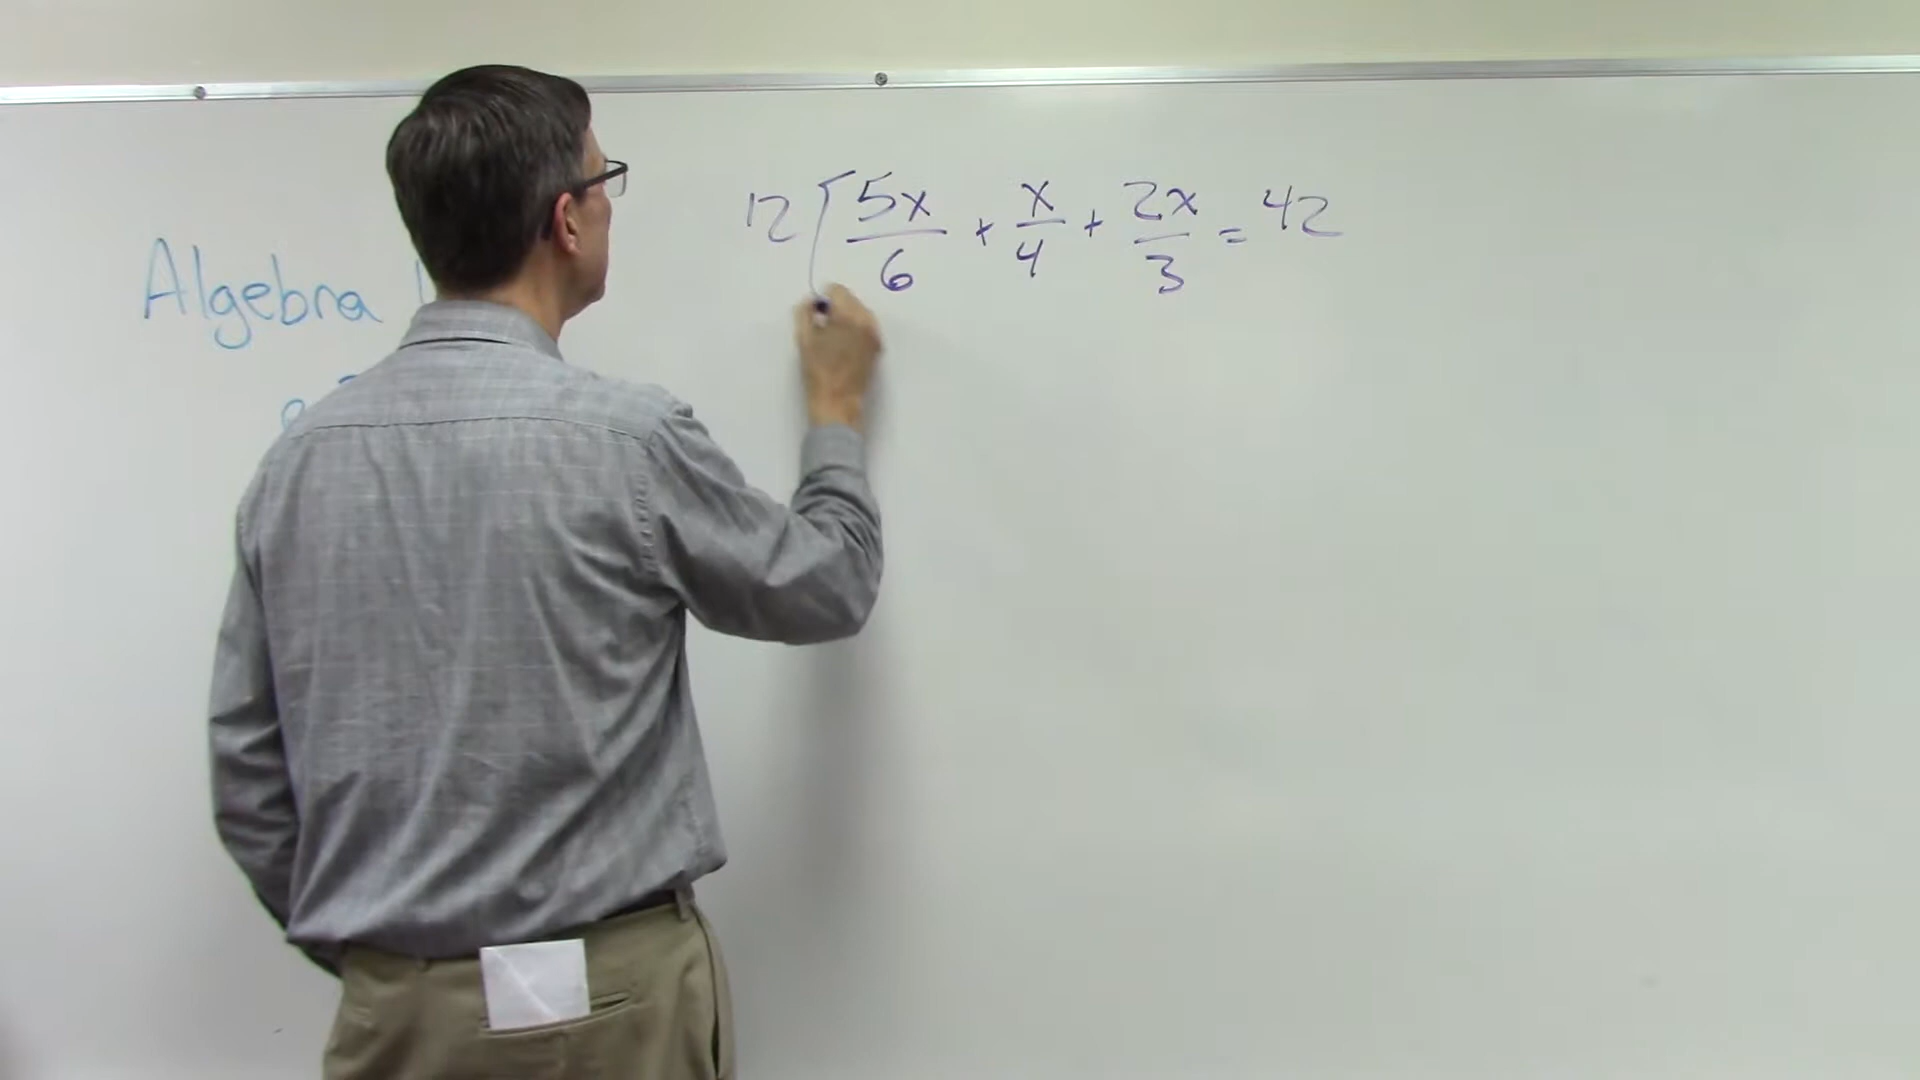 12 (5x/6 + x/4 + 2x/3 = 42
Algebra